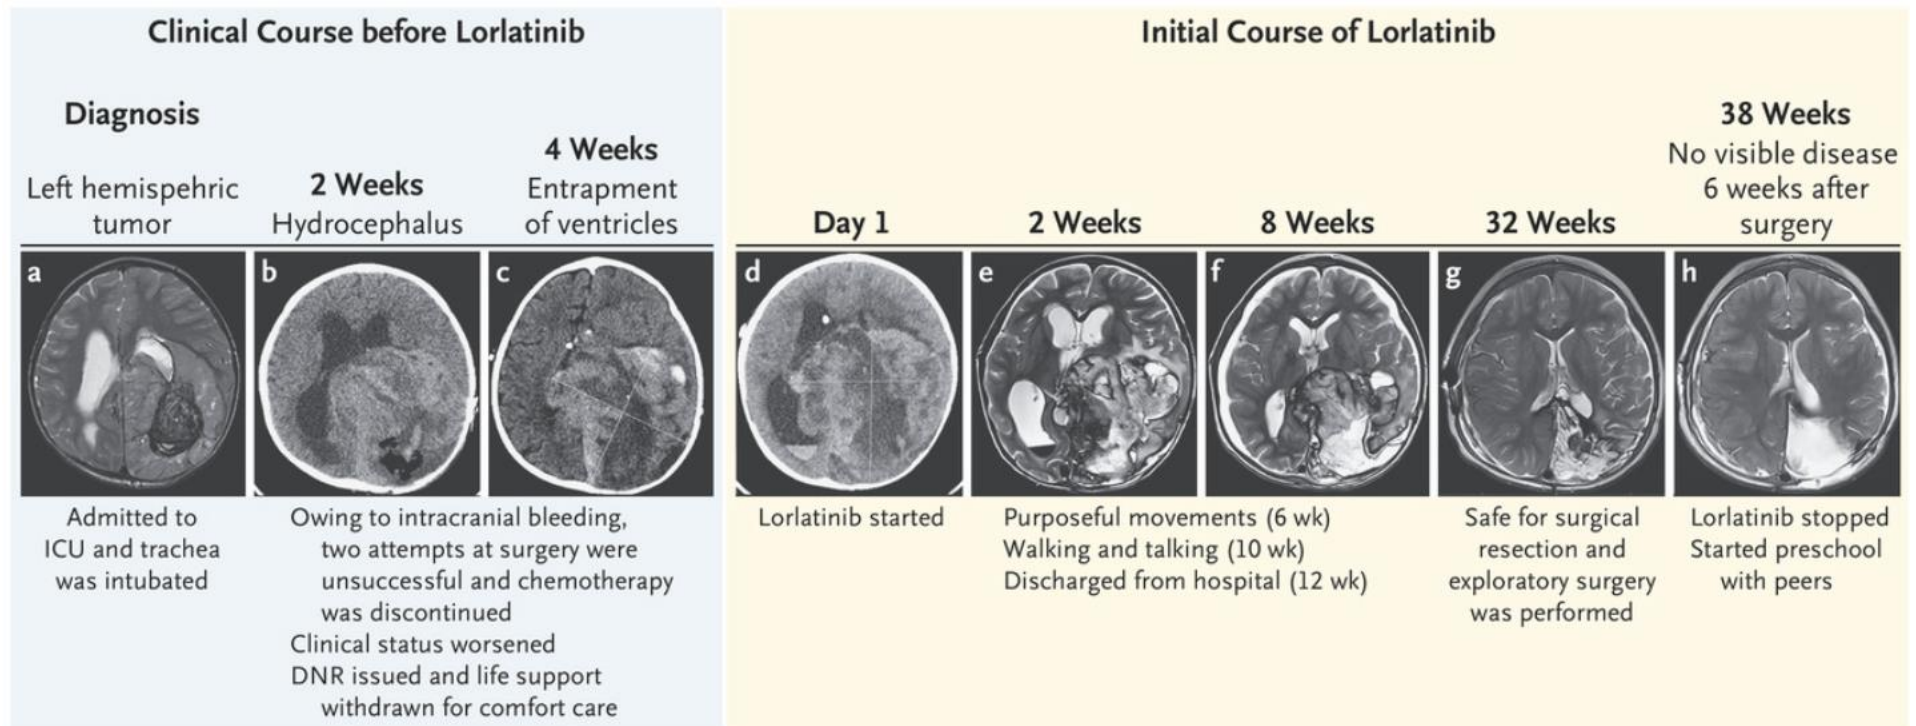 Clinical Course before Lorlatinib
Diagnosis
Left hemispehric
tumor
2 Weeks
Hydrocephalus
4 Weeks
Entrapment
of ventricles
a
b
c
Admitted to
ICU and trachea
was intubated
Owing to intracranial bleeding,
two attempts at surgery were
unsuccessful and chemotherapy
was discontinued
Clinical status worsened
DNR issued and life support
withdrawn for comfort care
Initial Course of Lorlatinib
Day 1
2 Weeks
8 Weeks
32 Weeks
38 Weeks
No visible disease
6 weeks after
surgery
d
e
f
g
h
Lorlatinib started
Purposeful movements (6 wk)
Walking and talking (10 wk)
Discharged from hospital (12 wk)
Safe for surgical
resection and
exploratory surgery
was performed
Lorlatinib stopped
Started preschool
with peers